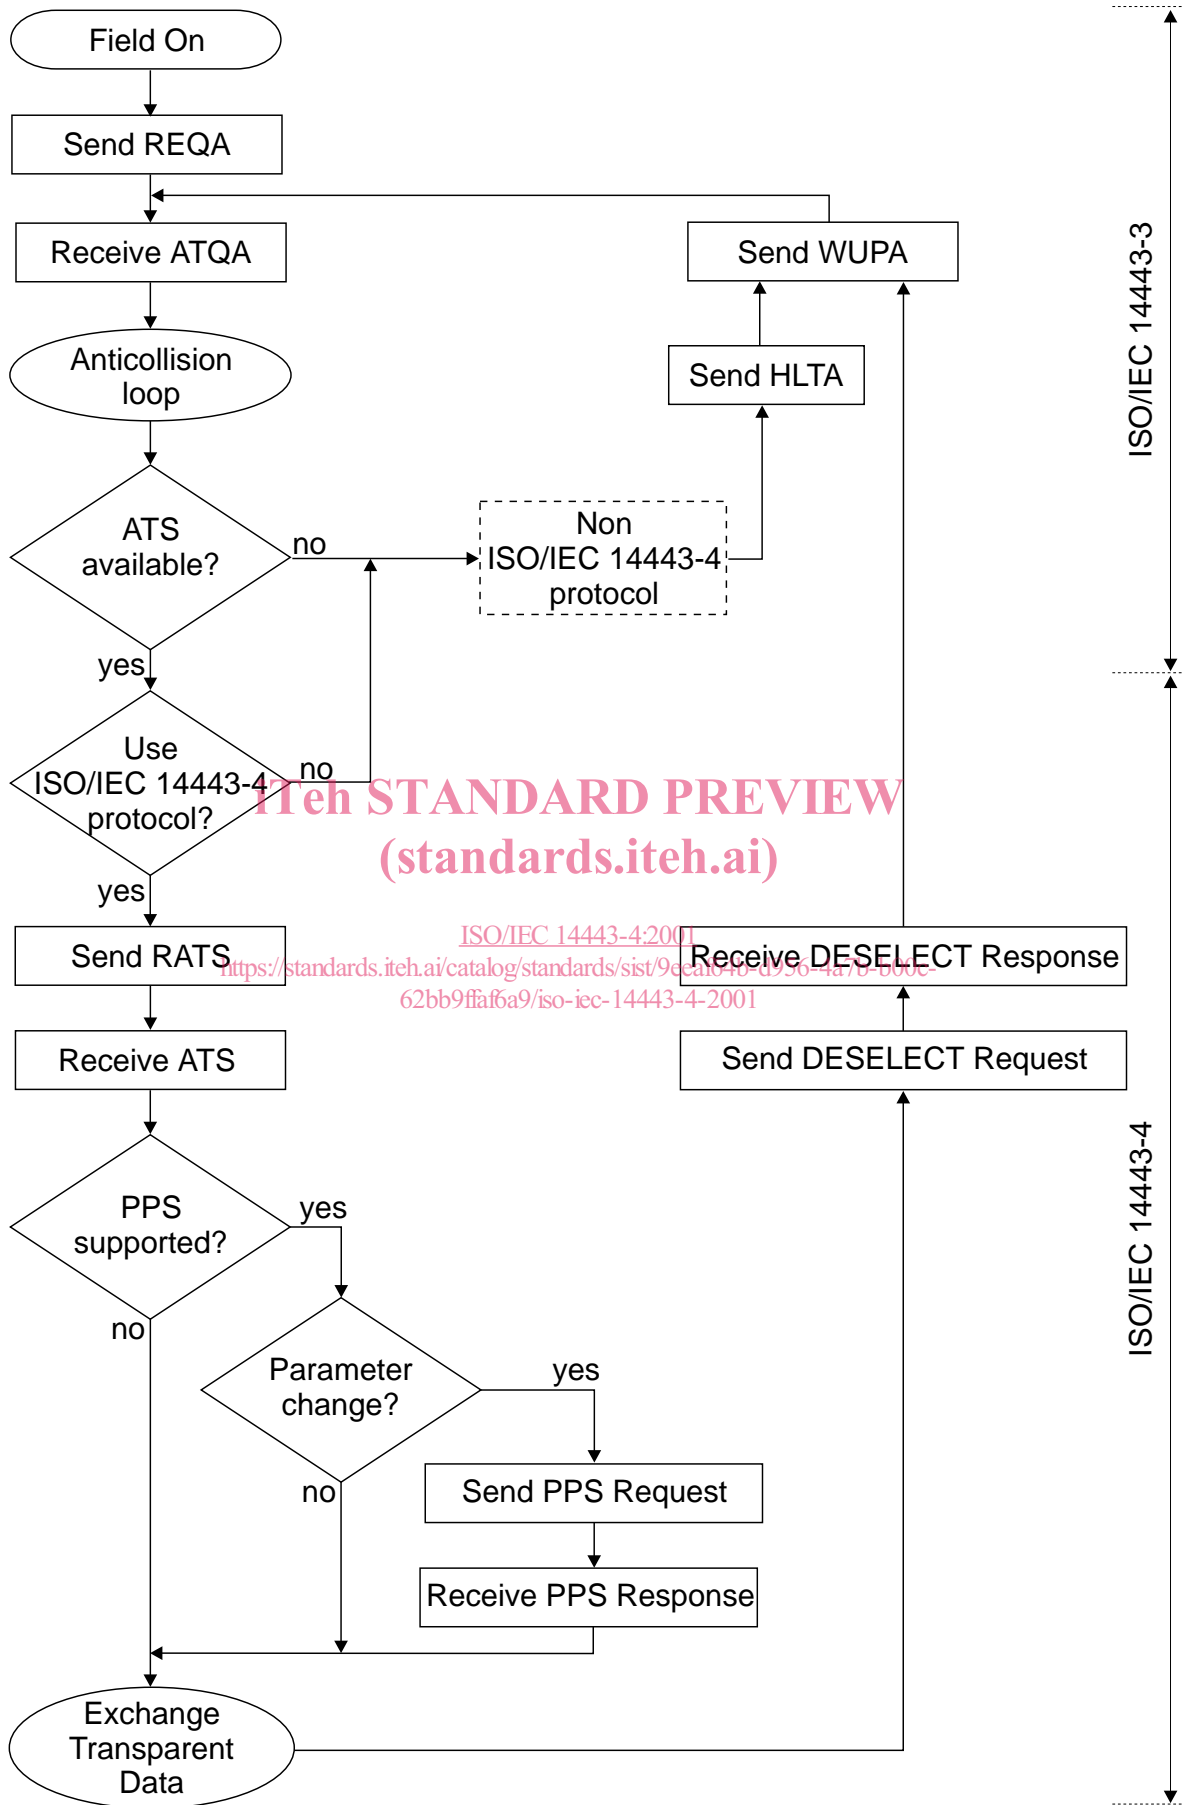 Field On
Send REQA
Receive ATQA
Send WUPA
Anticollision
loop
Send HLTA
ISO/IEC 14443-3
ATS
available?
no
Non
ISO/IEC 14443-4
protocol
yes
Use
ISO/IEC 14443-4
protocol?
no
iTeh STANDARD PREVIEW
(standards.iteh.ai)
yes
ISO/IEC 14443-4:2001
Send RATS
Receive DESELECT Response
https://standards.iteh.ai/catalog/standards/sist/9eeaf64b-d956-4a7b-b00c-
62bb9ffaf6a9/iso-iec-14443-4-2001
Receive ATS
Send DESELECT Request
ISO/IEC 14443-4
PPS
supported?
yes
no
Parameter
change?
yes
no
Send PPS Request
Receive PPS Response
Exchange
Transparent
Data